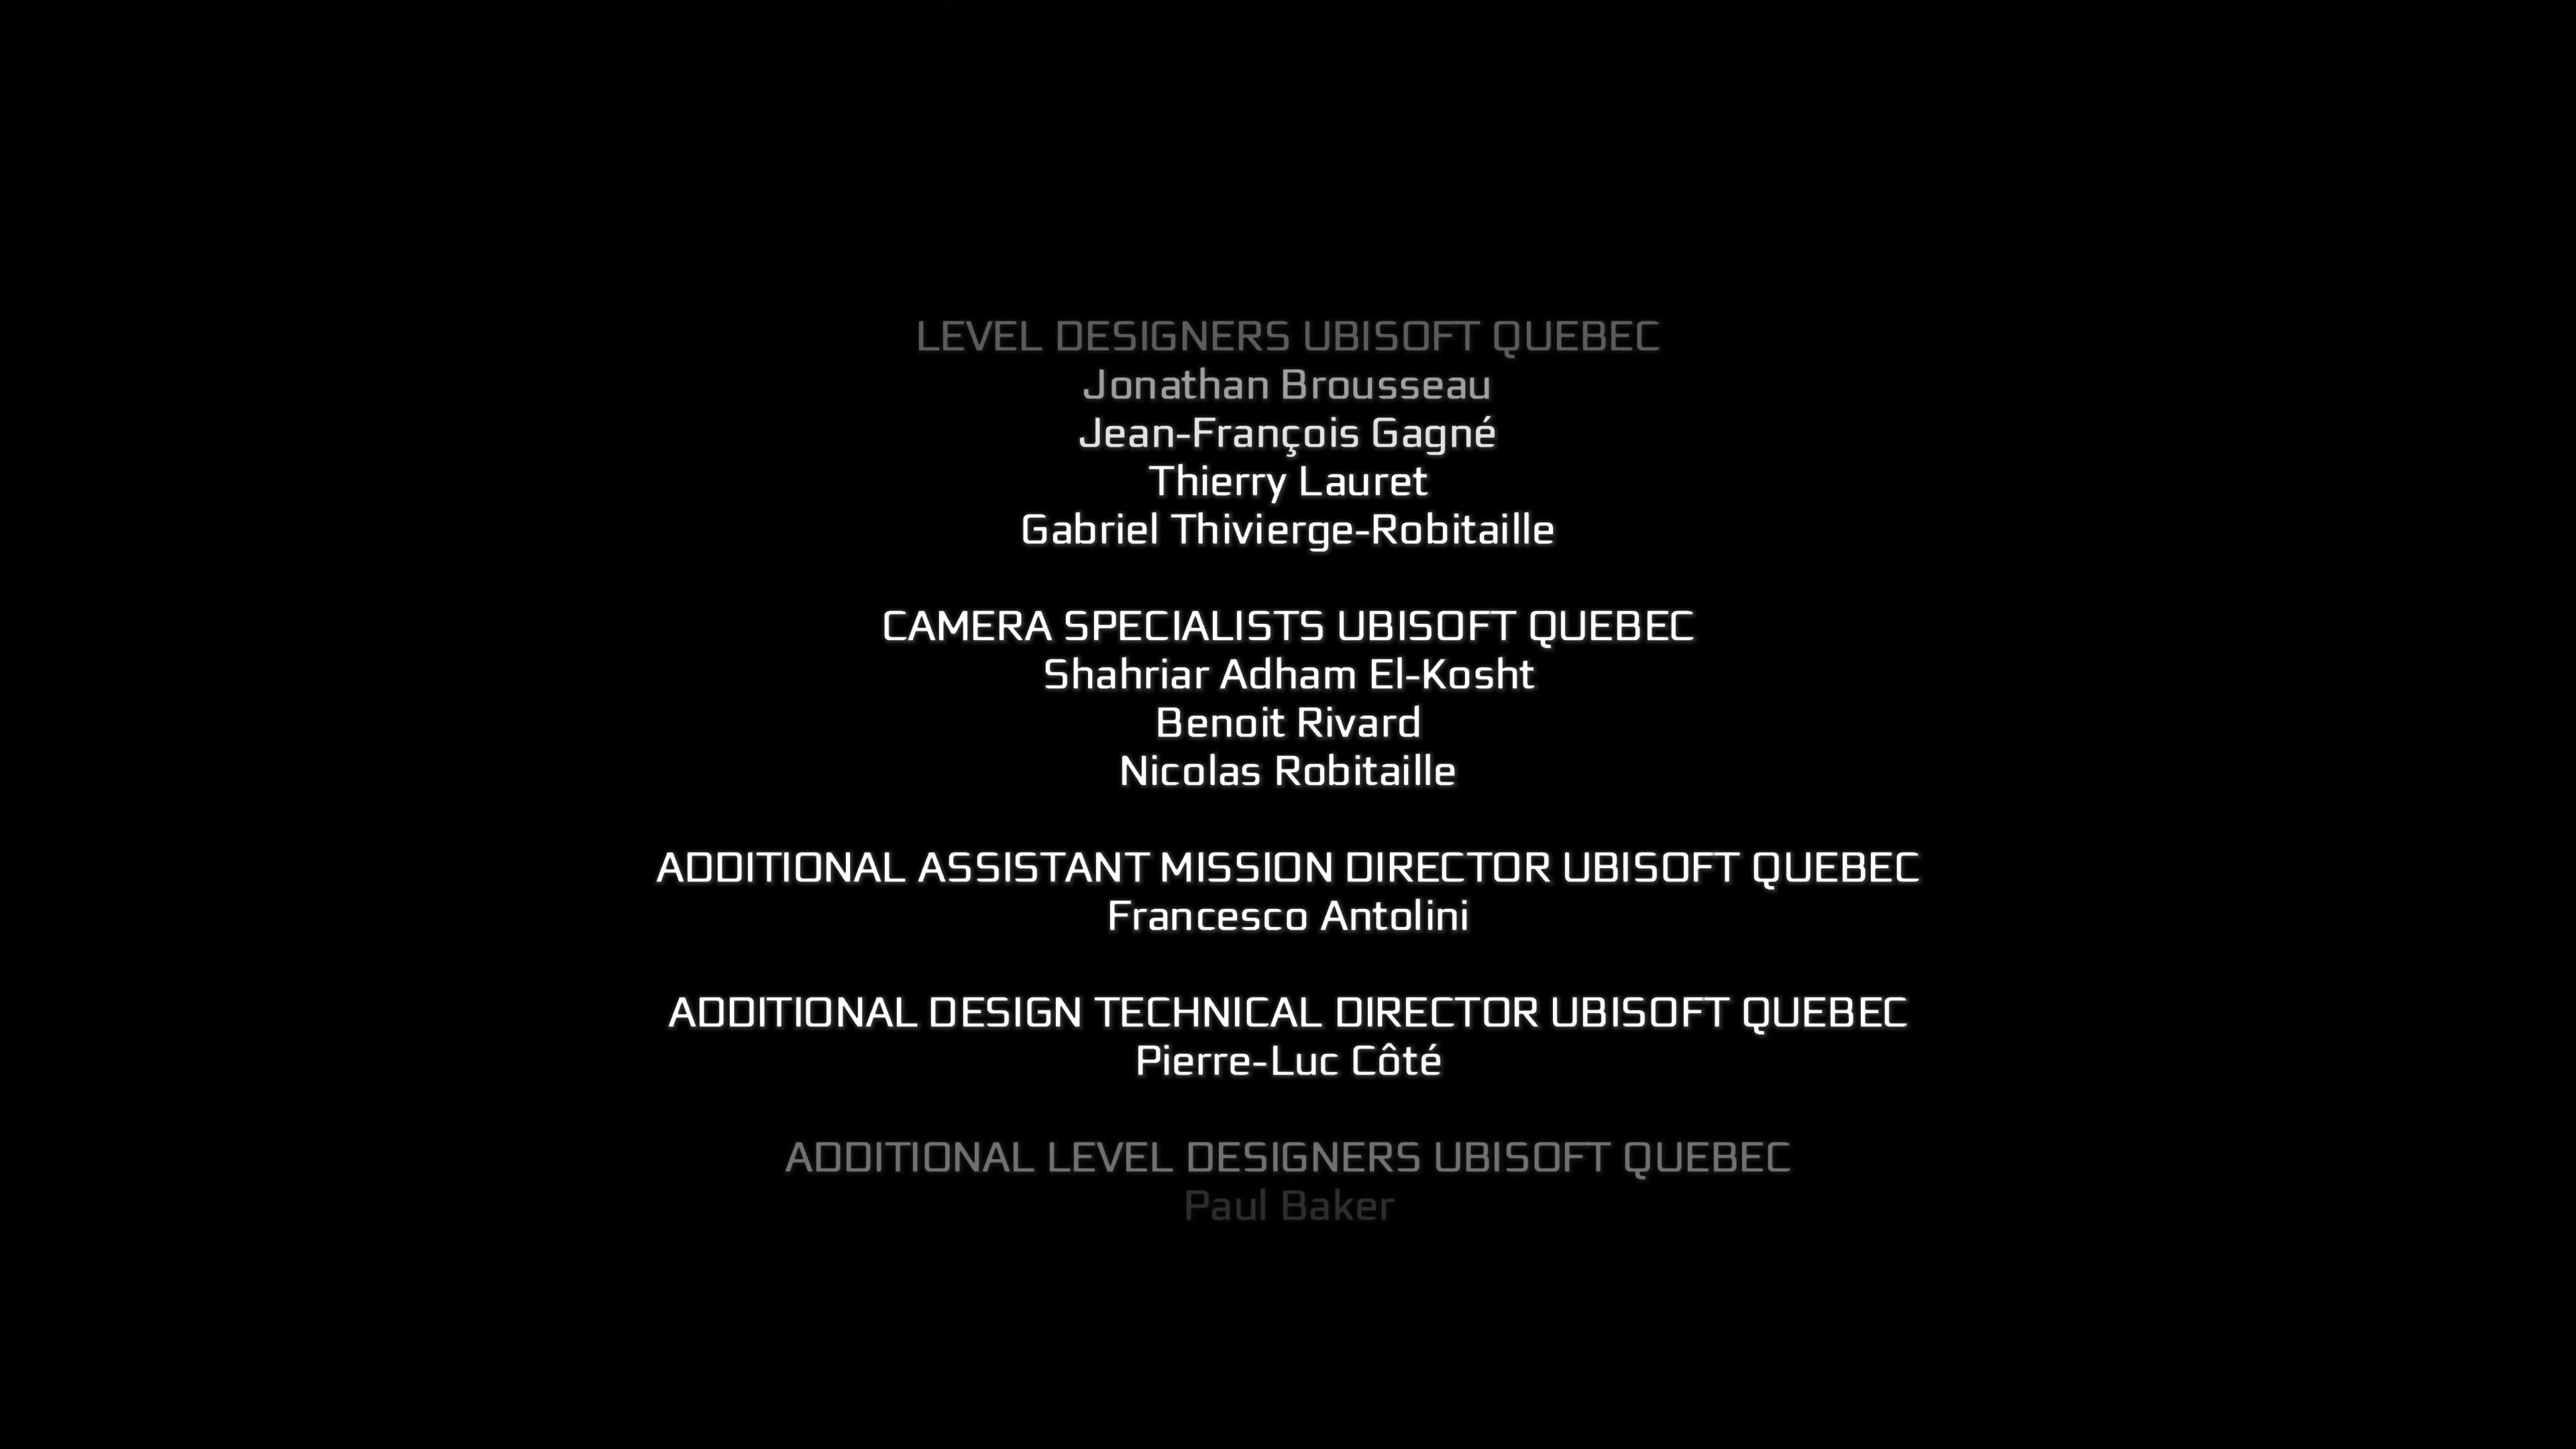 LEVEL DESIGNERS UBISOFT QUEBEC
Jonathan Brousseau
Jean-François Gagné
Thierry Lauret
Gabriel Thivierge-Robitaille
CAMERA SPECIALISTS UBISOFT QUEBEC
Shahriar Adham El-Kosht
Benoit Rivard
Nicolas Robitaille
ADDITIONAL ASSISTANT MISSION DIRECTOR UBISOFT QUEBEC
Francesco Antolini
ADDITIONAL DESIGN TECHNICAL DIRECTOR UBISOFT QUEBEC
Pierre-Luc Côté
ADDITIONAL LEVEL DESIGNERS UBISOFT QUEBEC
Paul Baker